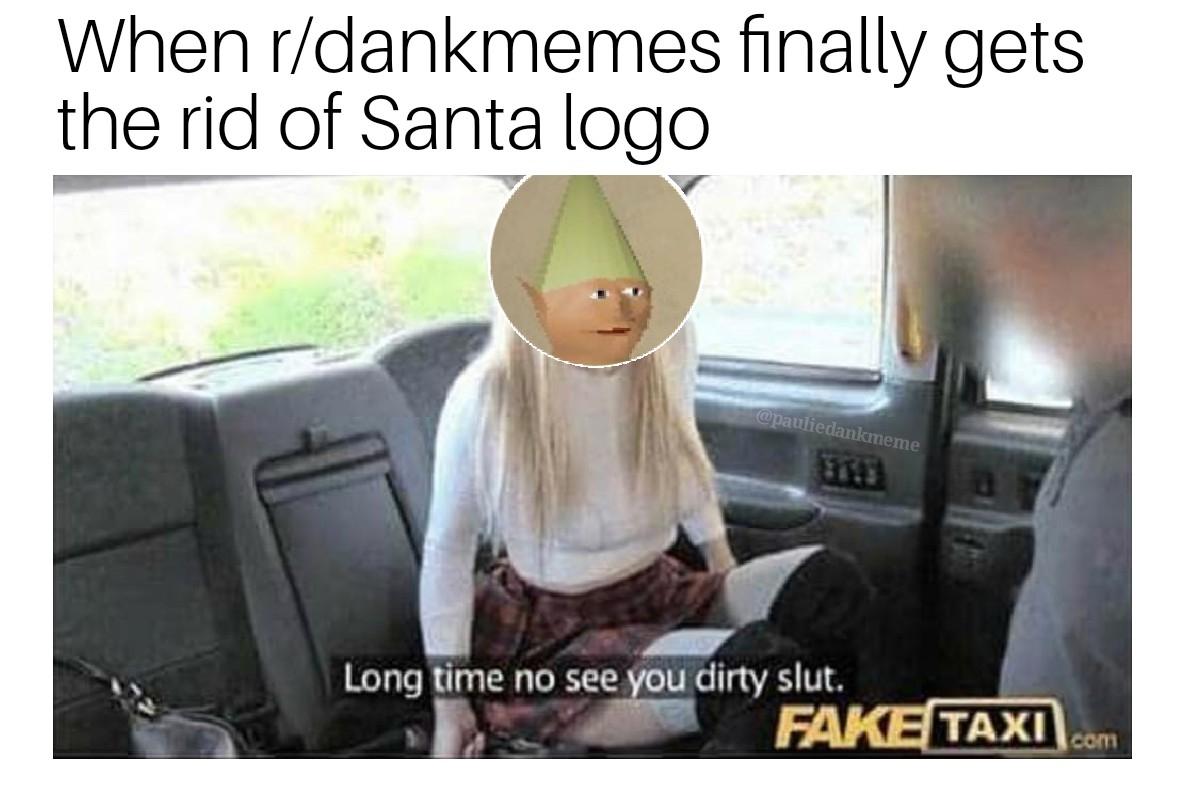 When r/dankmemes finally gets
the rid of Santa logo
@pauliedankmeme
Long time no see you dirty slut.
FAKE TAXI .com